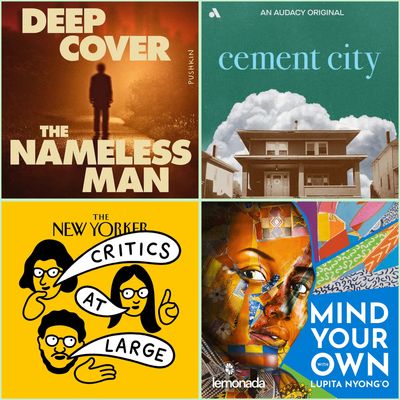 DEEP
COVER
PUSHKIN
THE
NAMELESS
MAN
AN AUDACY ORIGINAL
cement city
THE
NEW YORKER
CRITICS
AT
LARGE
MIND
YOUR
OWN
WITH
LUPITA NYONG'O
lemonada